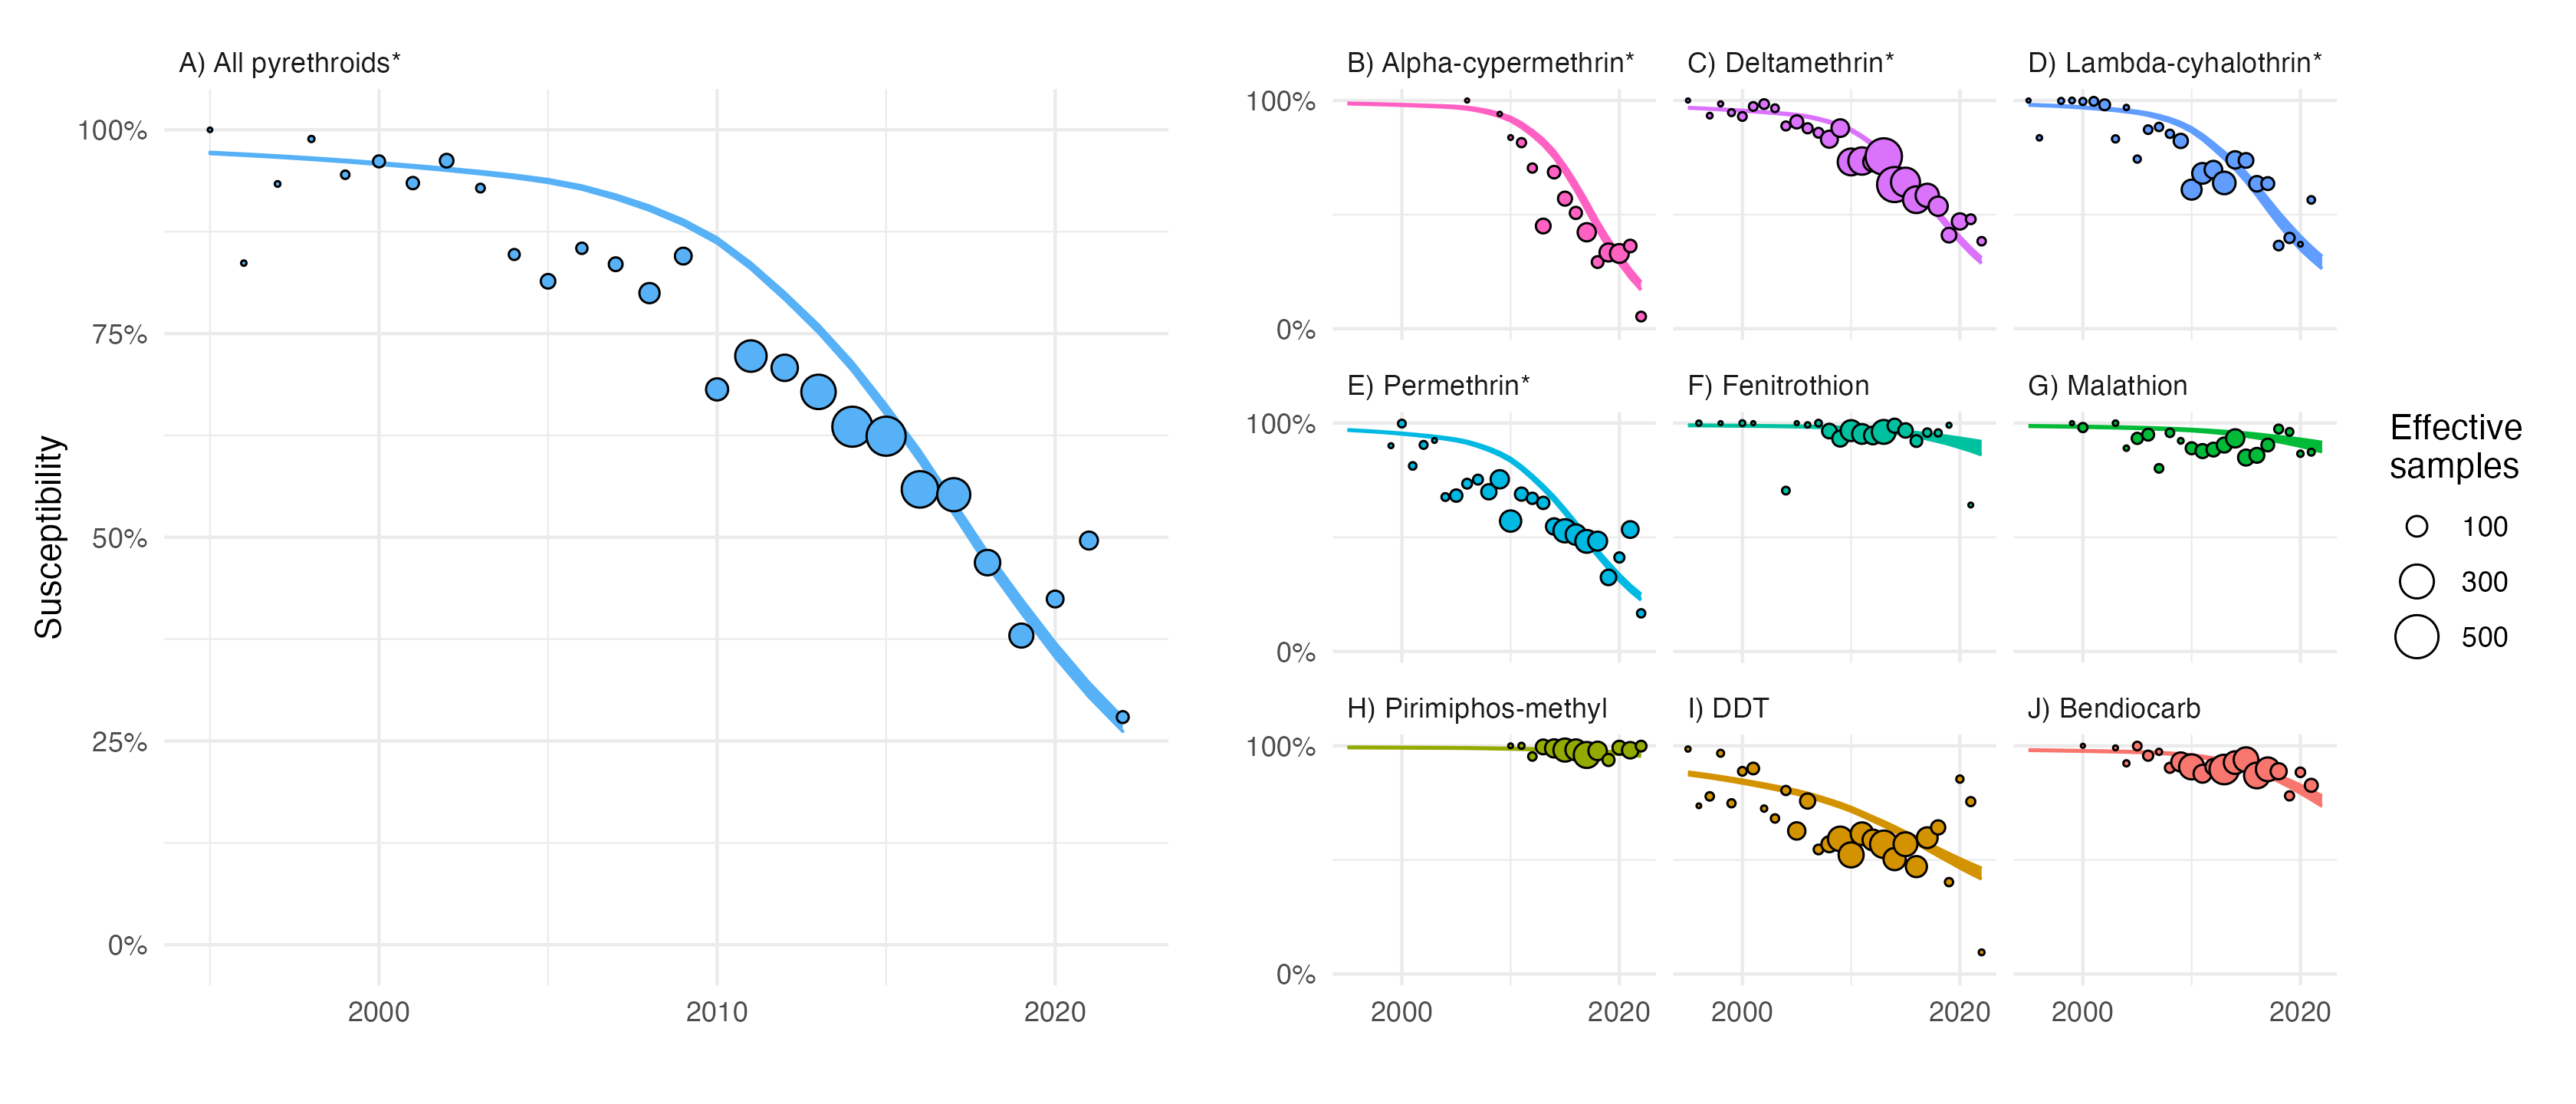 A) All pyrethroids*
B) Alpha-cypermethrin*
C) Deltamethrin*
D) Lambda-cyhalothrin*
100%
75%
50%
25%
0%
Susceptibility
2000
2010
2020
100%
0%
E) Permethrin*
F) Fenitrothion
G) Malathion
100%
0%
H) Pirimiphos-methyl
I) DDT
J) Bendiocarb
100%
0%
2000
2020
2000
2020
2000
2020
Effective
samples
100
300
500